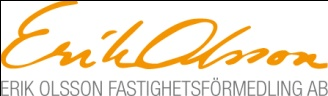 Erik Olsson
ERIK OLSSON FASTIGHETSFÖRMEDLING AB